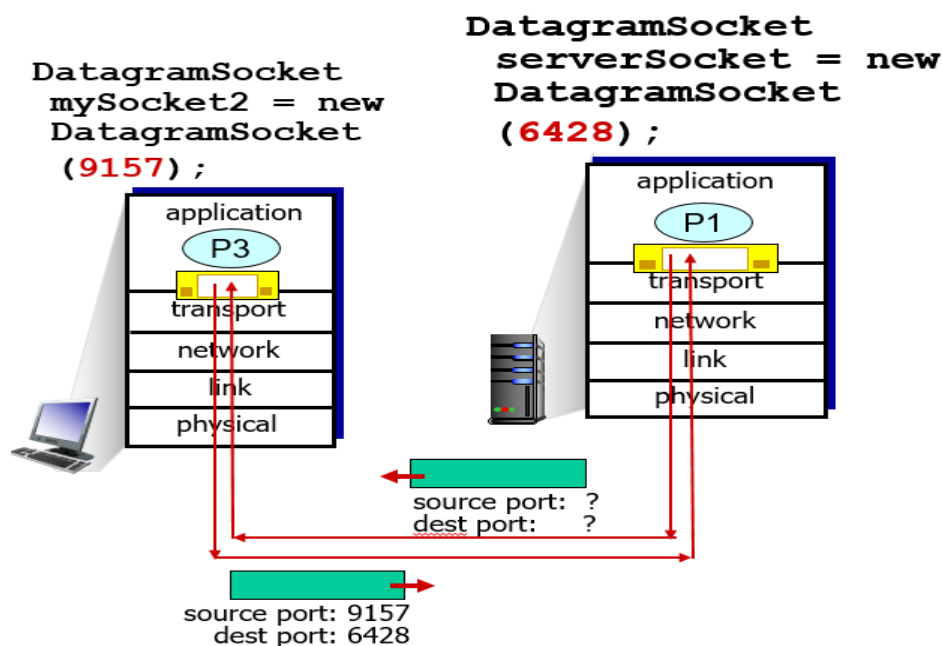 DatagramSocket
mySocket2 = new
DatagramSocket
(9157);
DatagramSocket
serverSocket = new
DatagramSocket
(6428);
application
P3
transport
network
link
physical
application
P1
transport
network
link
physical
source port: ?
dest port: ?
source port: 9157
dest port: 6428